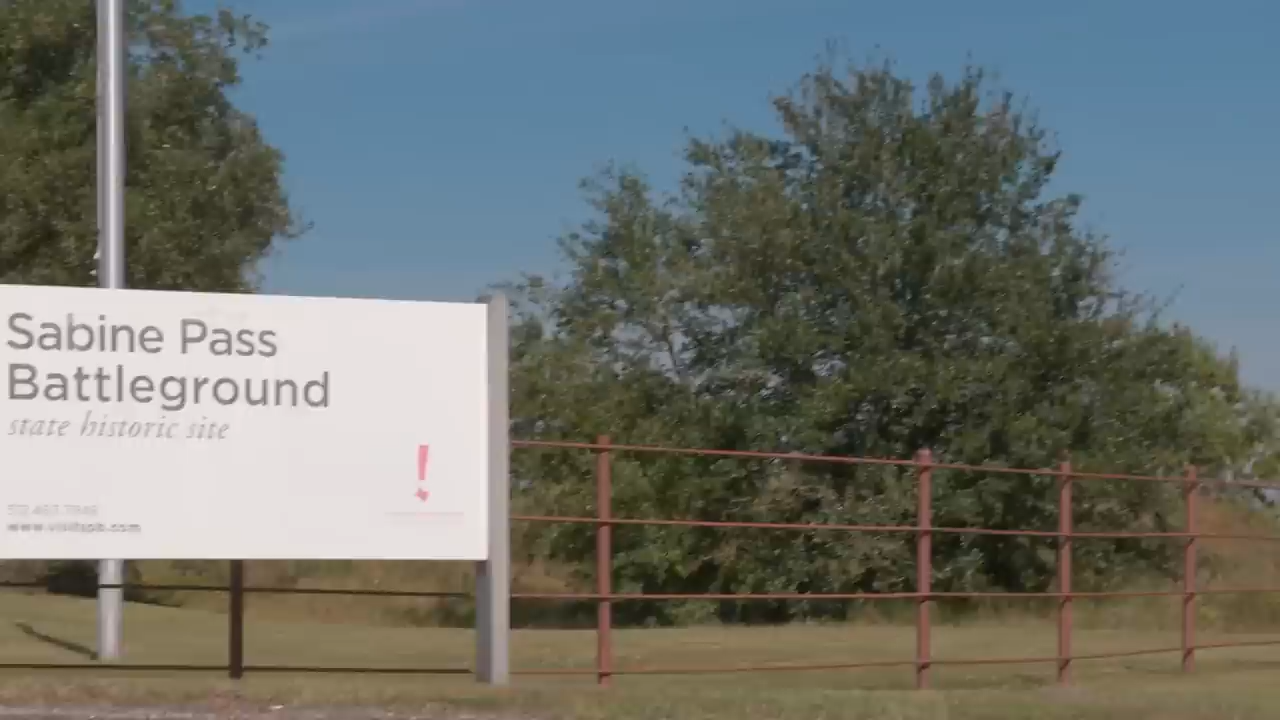 Sabine Pass
Battleground
state historic site
www.visitspb.com